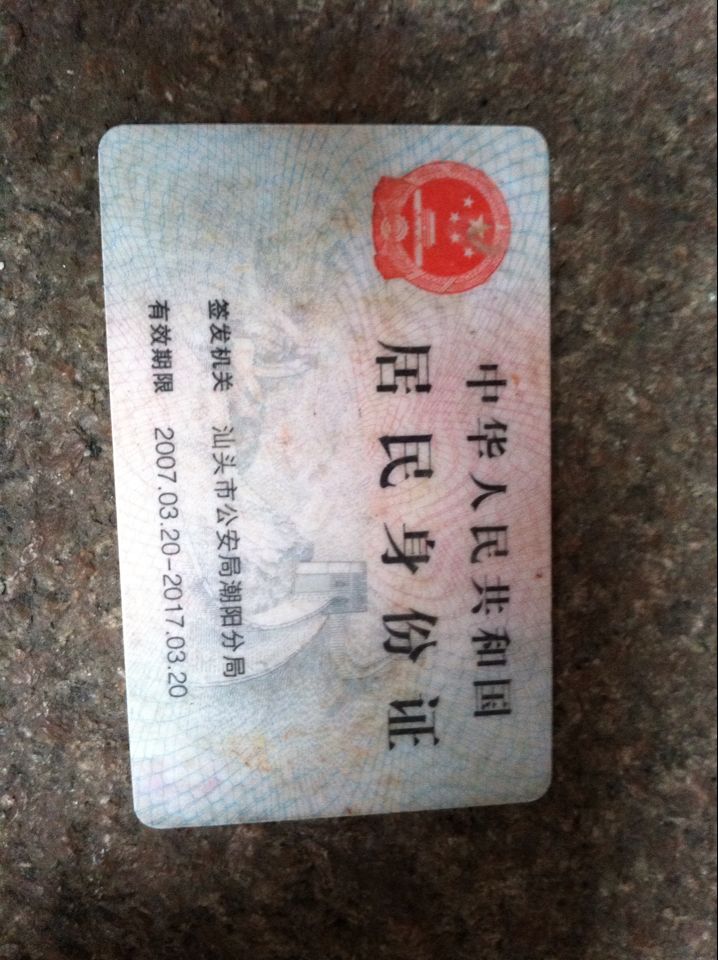 中华人民共和国
居民身份证
签发机关 汕头市公安局潮阳分局
有效期限 2007.03.20-2017.03.20